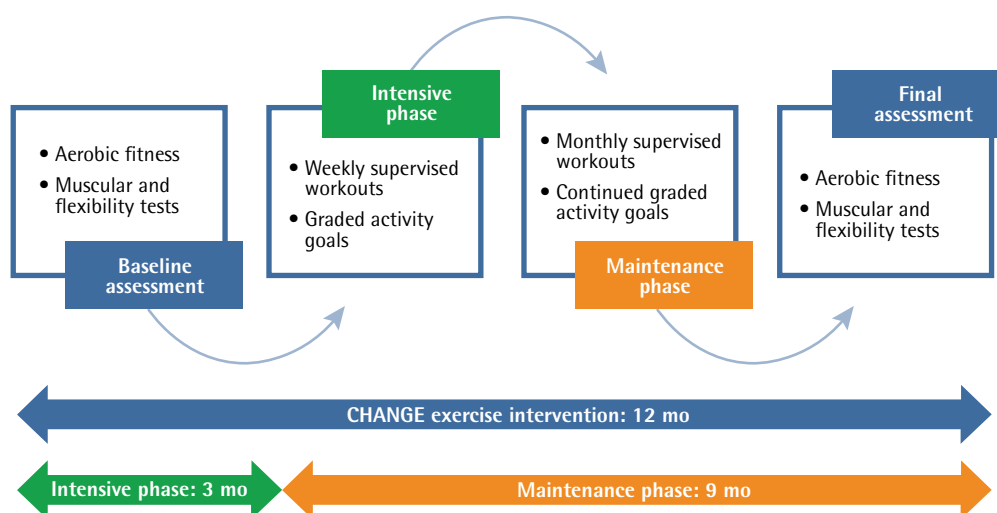 • Aerobic fitness
• Muscular and
flexibility tests
Baseline
assessment
Intensive
phase
• Weekly supervised
workouts
• Graded activity
goals
• Monthly supervised
workouts
• Continued graded
activity goals
Maintenance
phase
Final
assessment
• Aerobic fitness
• Muscular and
flexibility tests
CHANGE exercise intervention: 12 mo
Intensive phase: 3 mo
Maintenance phase: 9 mo